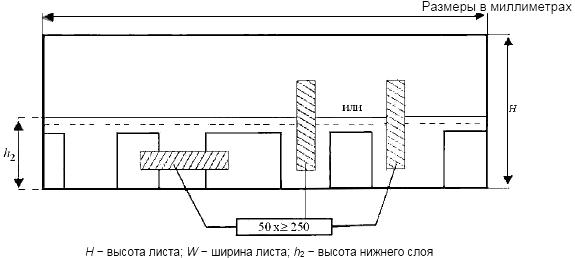 Размеры в миллиметрах
или
H
h2
50 x ≥ 250
H − высота листа; W − ширина листа; h2 − высота нижнего слоя